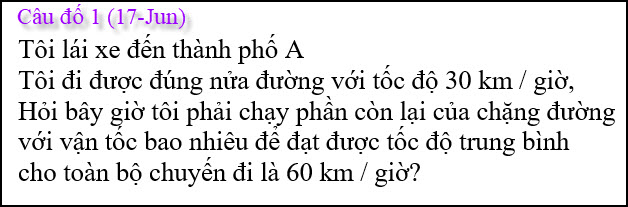 Câu đố 1 (17-Jun)
Tôi lái xe đến thành phố A
Tôi đi được đúng nửa đường với tốc độ 30 km / giờ,
Hỏi bây giờ tôi phải chạy phần còn lại của chặng đường
với vận tốc bao nhiêu để đạt được tốc độ trung bình
cho toàn bộ chuyến đi là 60 km / giờ?